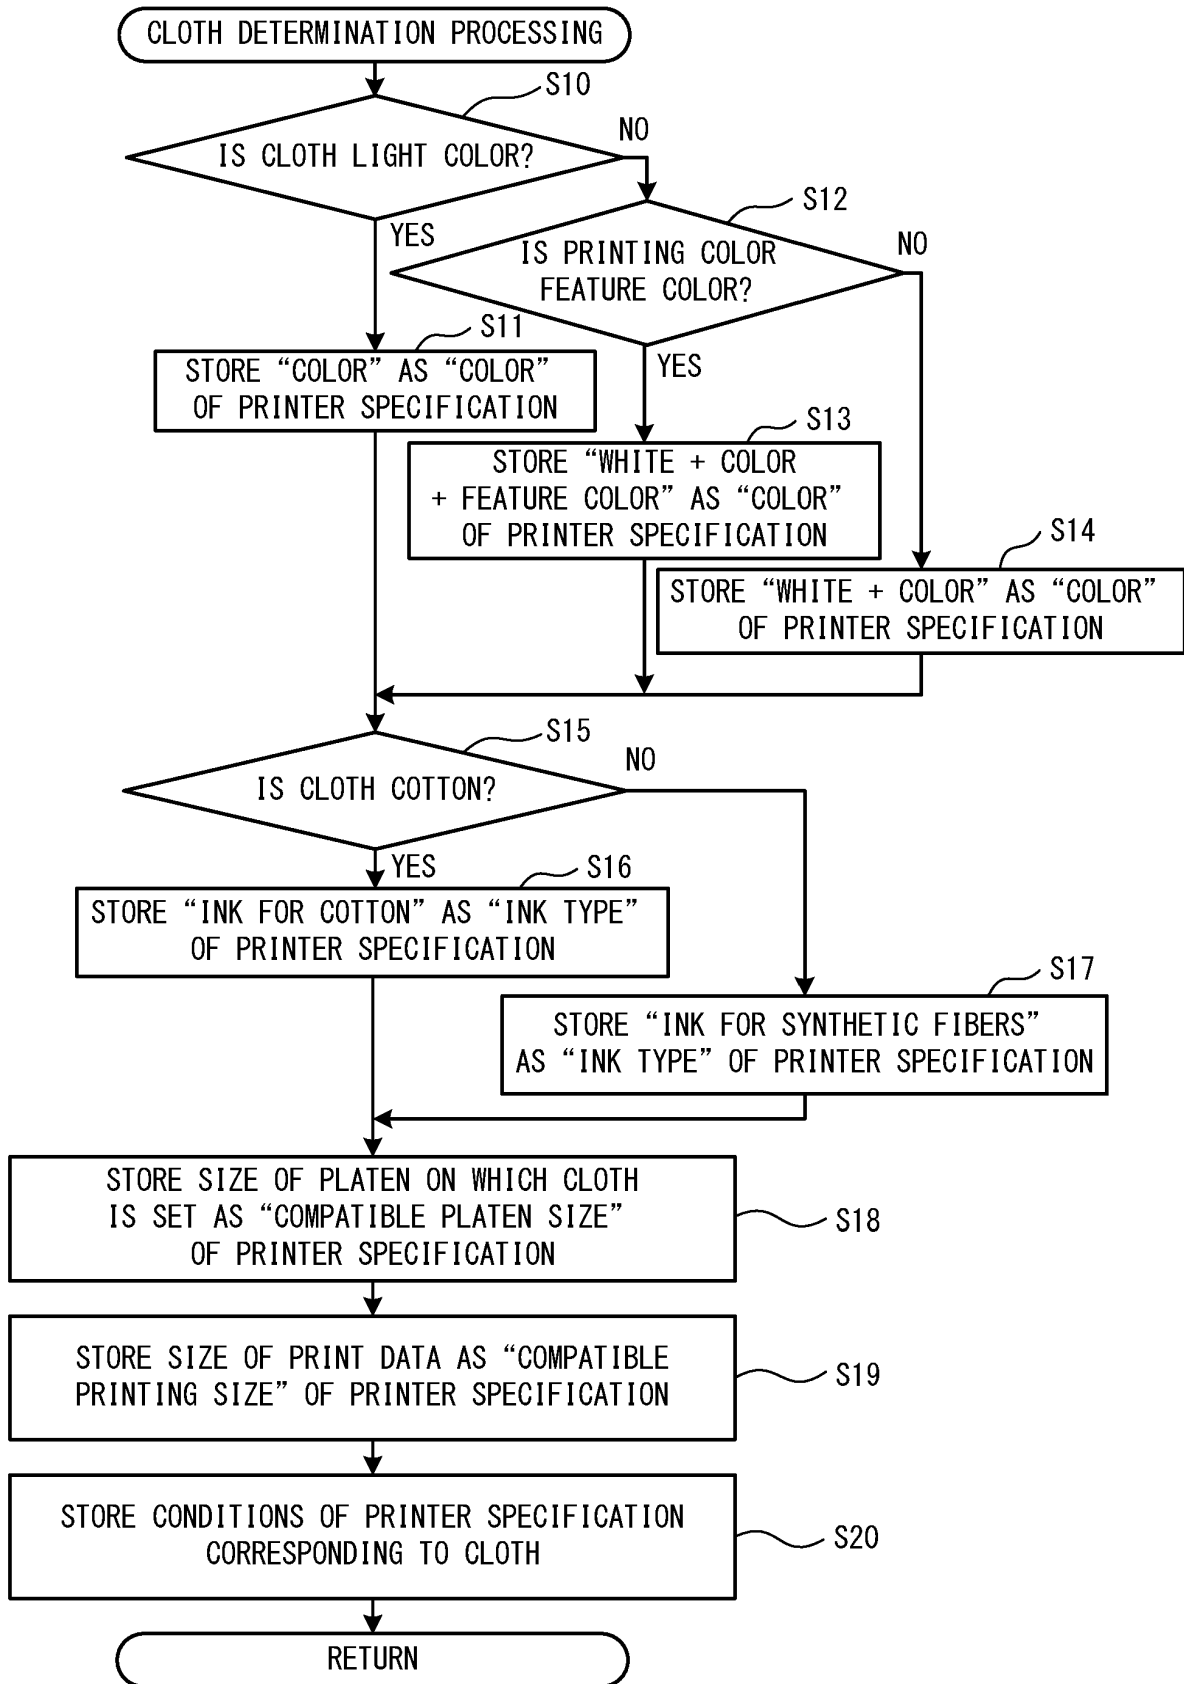 CLOTH DETERMINATION PROCESSING
S10
IS CLOTH LIGHT COLOR?
NO
YES
S12
IS PRINTING COLOR
FEATURE COLOR?
NO
YES
S11
STORE “COLOR” AS “COLOR”
OF PRINTER SPECIFICATION
S13
STORE “WHITE + COLOR
+ FEATURE COLOR” AS “COLOR”
OF PRINTER SPECIFICATION
S14
STORE “WHITE + COLOR” AS “COLOR”
OF PRINTER SPECIFICATION
S15
IS CLOTH COTTON?
NO
YES
S16
STORE “INK FOR COTTON” AS “INK TYPE”
OF PRINTER SPECIFICATION
S17
STORE “INK FOR SYNTHETIC FIBERS”
AS “INK TYPE” OF PRINTER SPECIFICATION
STORE SIZE OF PLATEN ON WHICH CLOTH
IS SET AS “COMPATIBLE PLATEN SIZE”
OF PRINTER SPECIFICATION
S18
STORE SIZE OF PRINT DATA AS “COMPATIBLE
PRINTING SIZE” OF PRINTER SPECIFICATION
S19
STORE CONDITIONS OF PRINTER SPECIFICATION
CORRESPONDING TO CLOTH
S20
RETURN